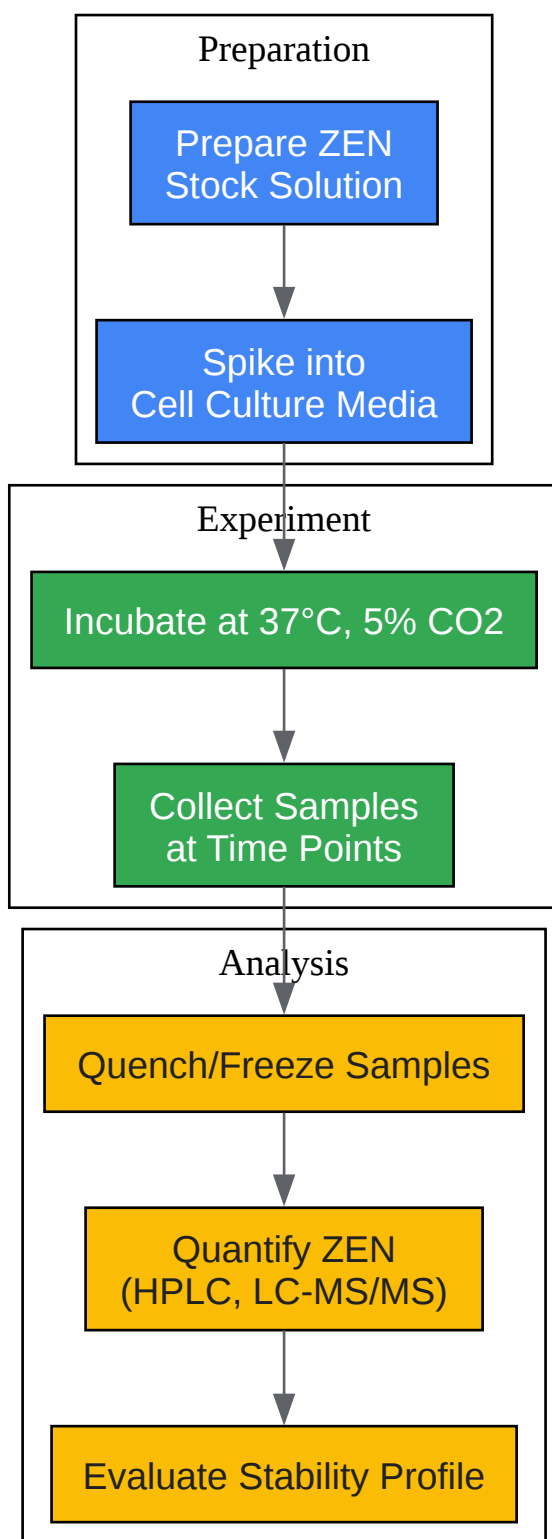 Preparation
Prepare ZEN
Stock Solution
Spike into
Cell Culture Media
Experiment
Incubate at 37°C, 5% CO2
Collect Samples
at Time Points
Analysis
Quench/Freeze Samples
Quantify ZEN
(HPLC, LC-MS/MS)
Evaluate Stability Profile